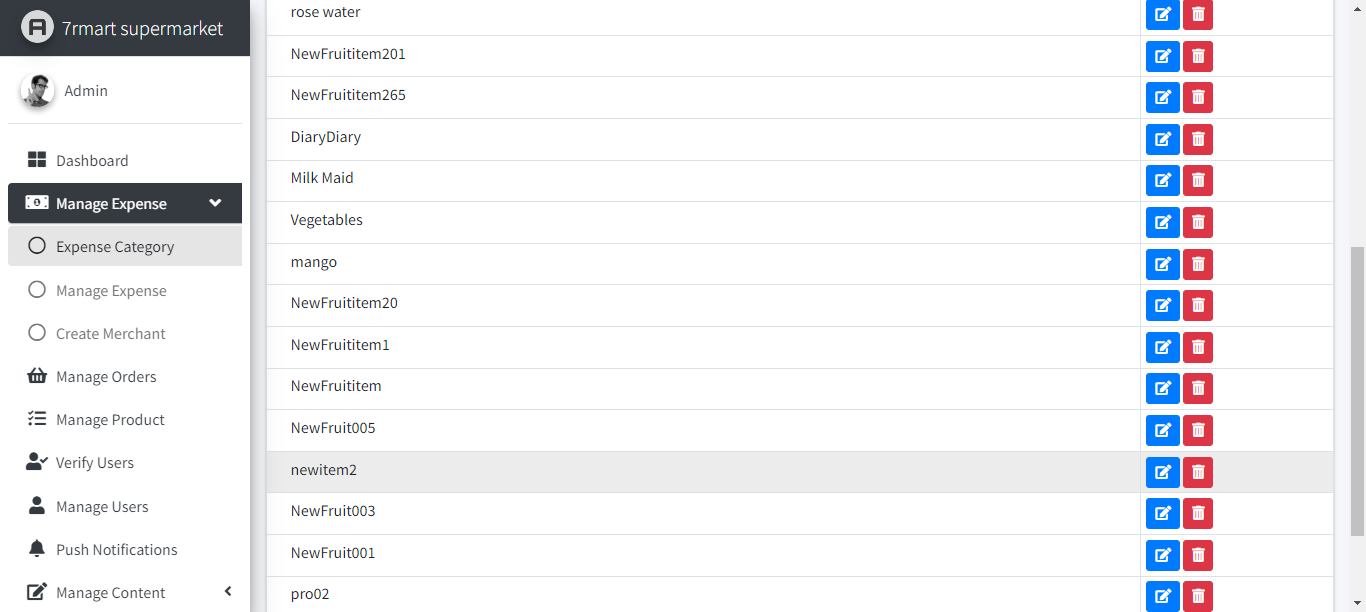 7rmart supermarket
Admin
Dashboard
Manage Expense
Expense Category
Manage Expense
Create Merchant
Manage Orders
Manage Product
Verify Users
Manage Users
Push Notifications
Manage Content
rose water
NewFruititem201
NewFruititem265
DiaryDiary
Milk Maid
Vegetables
mango
NewFruititem20
NewFruititem1
NewFruititem
NewFruit005
newitem2
NewFruit003
NewFruit001
pro02